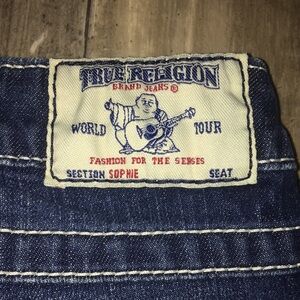 TRUE RELIGION
BRAND JEANS®
WORLD TOUR
FASHION FOR THE SENSES
SECTION SOPHIE SEAT